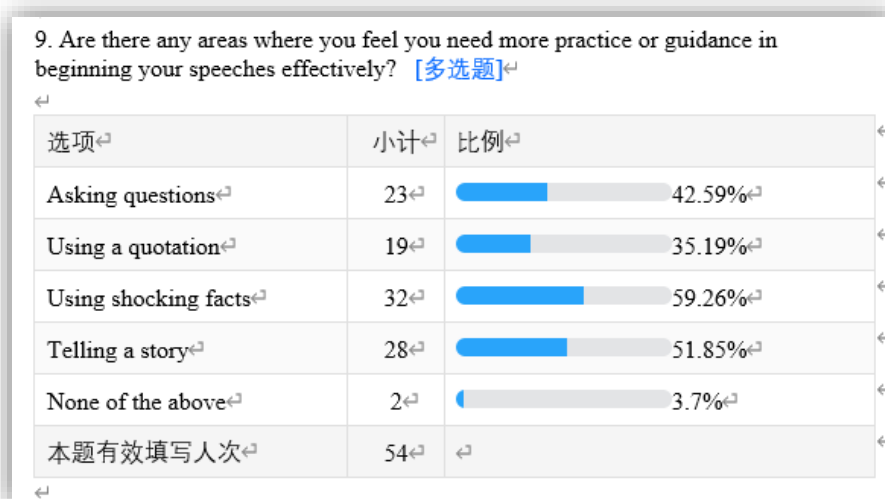 9. Are there any areas where you feel you need more practice or guidance in
beginning your speeches effectively? [多选题]
选项 小计 比例
Asking questions 23 42.59%
Using a quotation 19 35.19%
Using shocking facts 32 59.26%
Telling a story 28 51.85%
None of the above 2 3.7%
本题有效填写人次 54